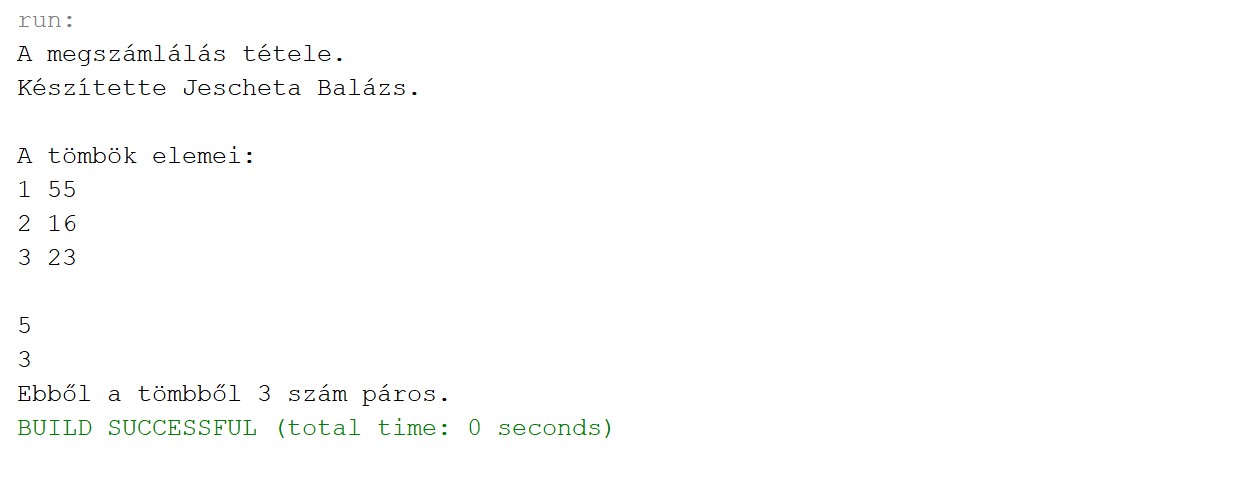 run:
A megszámlálás tétele.
Készítette Jescheta Balázs.
A tömbök elemei:
1 55
2 16
3 23
5
3
Ebből a tömbből 3 szám páros.
BUILD SUCCESSFUL (total time: 0 seconds)